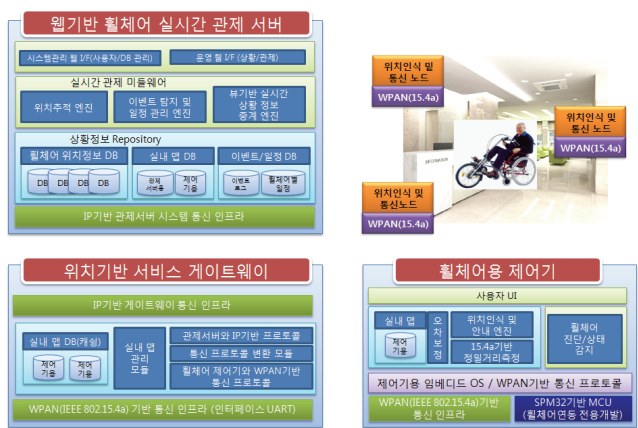 웹기반 휠체어 실시간 관제 서버
시스템관리 웹 I/F(사용자/DB 관리)
운영 웹 I/F (상황/관제)
실시간 관제 미들웨어
위치추적 엔진
이벤트 탐지 및
일정 관리 엔진
뷰기반 실시간
상황 정보
중계 엔진
상황정보 Repository
휠체어 위치정보 DB
DB
DB
DB
DB
실내 맵 DB
관제
서버용
제어
기용
이벤트/일정 DB
이벤트
로그
휠체어별
일정
IP기반 관제서버 시스템 통신 인프라
위치인식 및
통신 노드
WPAN(15.4a)
위치인식 및
통신 노드
WPAN(15.4a)
위치인식 및
통신노드
WPAN(15.4a)
위치기반 서비스 게이트웨이
IP기반 게이트웨이 통신 인프라
실내 맵 DB(캐쉬)
제어
기용
제어
기용
실내 맵
관리
모듈
관제서버와 IP기반 프로토콜
통신 프로토콜 변환 모듈
휠체어 제어기와 WPAN기반
통신 프로토콜
WPAN(IEEE 802.15.4a) 기반 통신 인프라 (인터페이스 UART)
휠체어용 제어기
사용자 UI
실내 맵
제어
기용
오
차
보
정
위치인식 및
안내 엔진
15.4a기반
정밀거리측정
휠체어
진단/상태
감지
제어기용 임베디드 OS / WPAN기반 통신 프로토콜
WPAN(IEEE 802.15.4a)기반
통신 인프라
SPM32기반 MCU
(휠체어연동 전용개발)